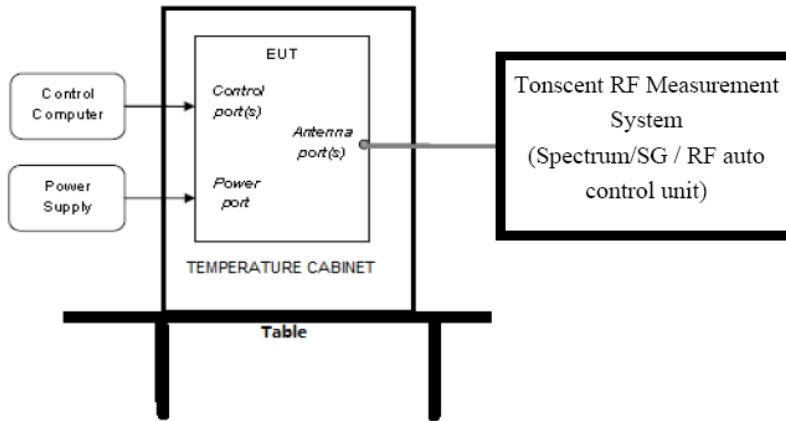 Control
Computer
Power
Supply
EUT
Control
port(s)
Antenna
port(s)
Power
port
TEMPERATURE CABINET
Table
Tonscent RF Measurement
System
(Spectrum/SG / RF auto
control unit)